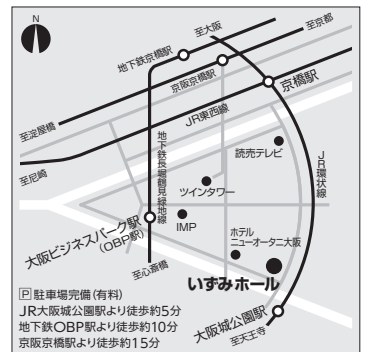 N
至大阪
至京都
地下鉄京橋駅
京阪京橋駅
京橋駅
至淀屋橋
JR東西線
至尼崎
地下鉄長堀鶴見緑地線
読売テレビ
JR環状線
ツインタワー
大阪ビジネスパーク駅
(OBP駅)
IMP
ホテル
ニューオータニ大阪
至心斎橋
いずみホール
大阪城公園駅
至天王寺
P 駐車場完備(有料)
JR大阪城公園駅より徒歩約5分
地下鉄OBP駅より徒歩約10分
京阪京橋駅より徒歩約15分